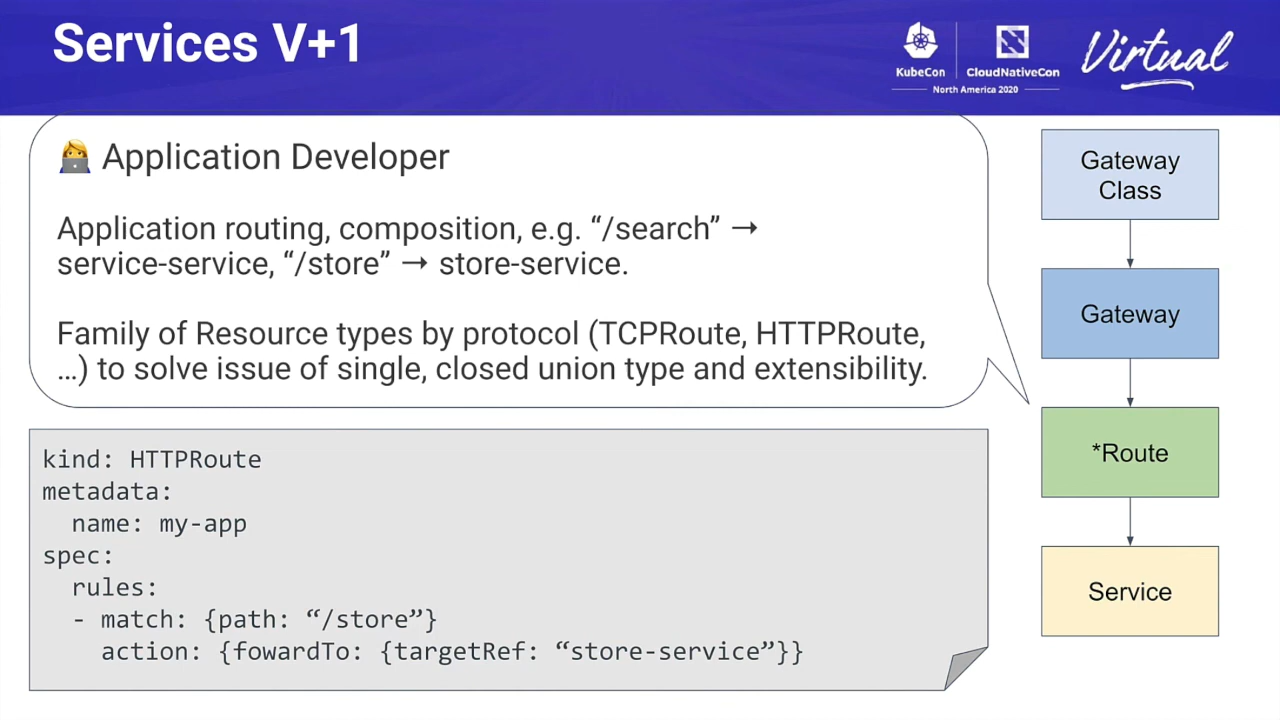 Services V+1
KubeCon
CloudNativeCon
North America 2020
Virtual
Application Developer
Application routing, composition, e.g. “/search” →
service-service, “/store” → store-service.
Family of Resource types by protocol (TCPRoute, HTTPRoute,
...) to solve issue of single, closed union type and extensibility.
kind: HTTPRoute
metadata:
  name: my-app
spec:
  rules:
  - match: {path: “/store”}
    action: {fowardTo: {targetRef: “store-service”}}
Gateway
Class
Gateway
*Route
Service